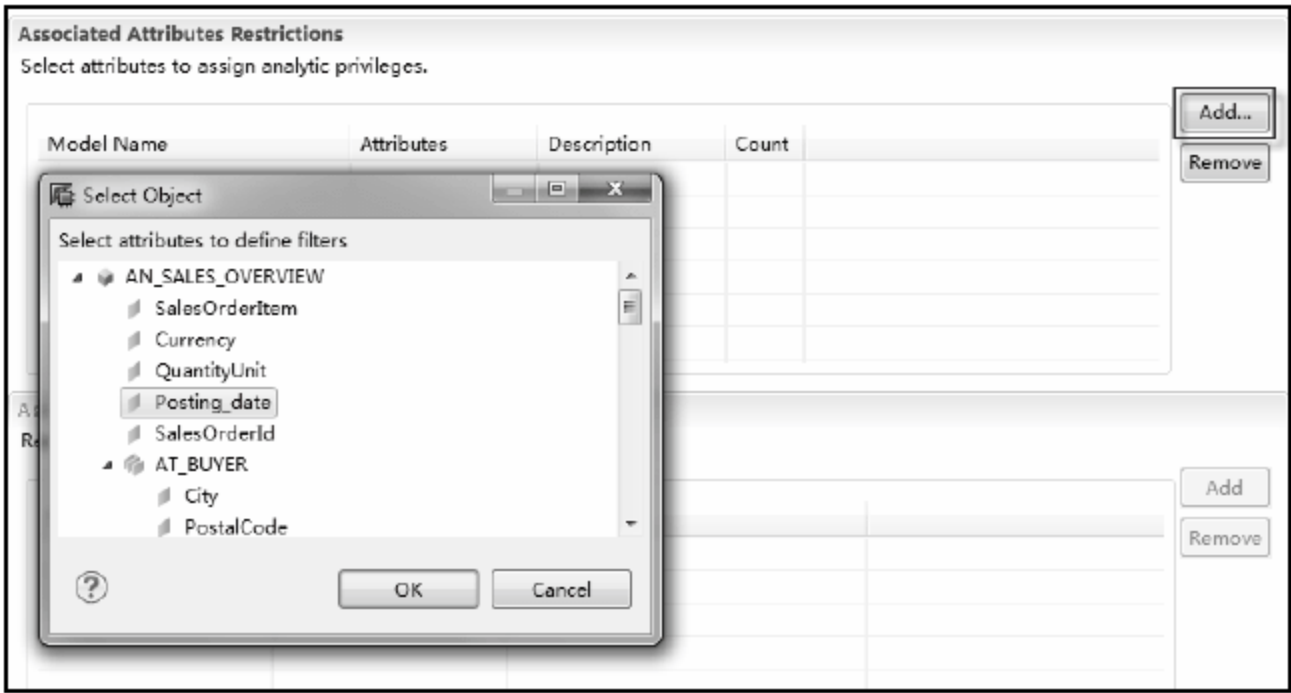 Associated Attributes Restrictions
Select attributes to assign analytic privileges.
Add...
Model Name Attributes Description Count
Remove
Select Object
Select attributes to define filters
AN_SALES_OVERVIEW
SalesOrderItem
Currency
QuantityUnit
Posting_date
SalesOrderId
AT_BUYER
City
PostalCode
Add
Remove
OK Cancel